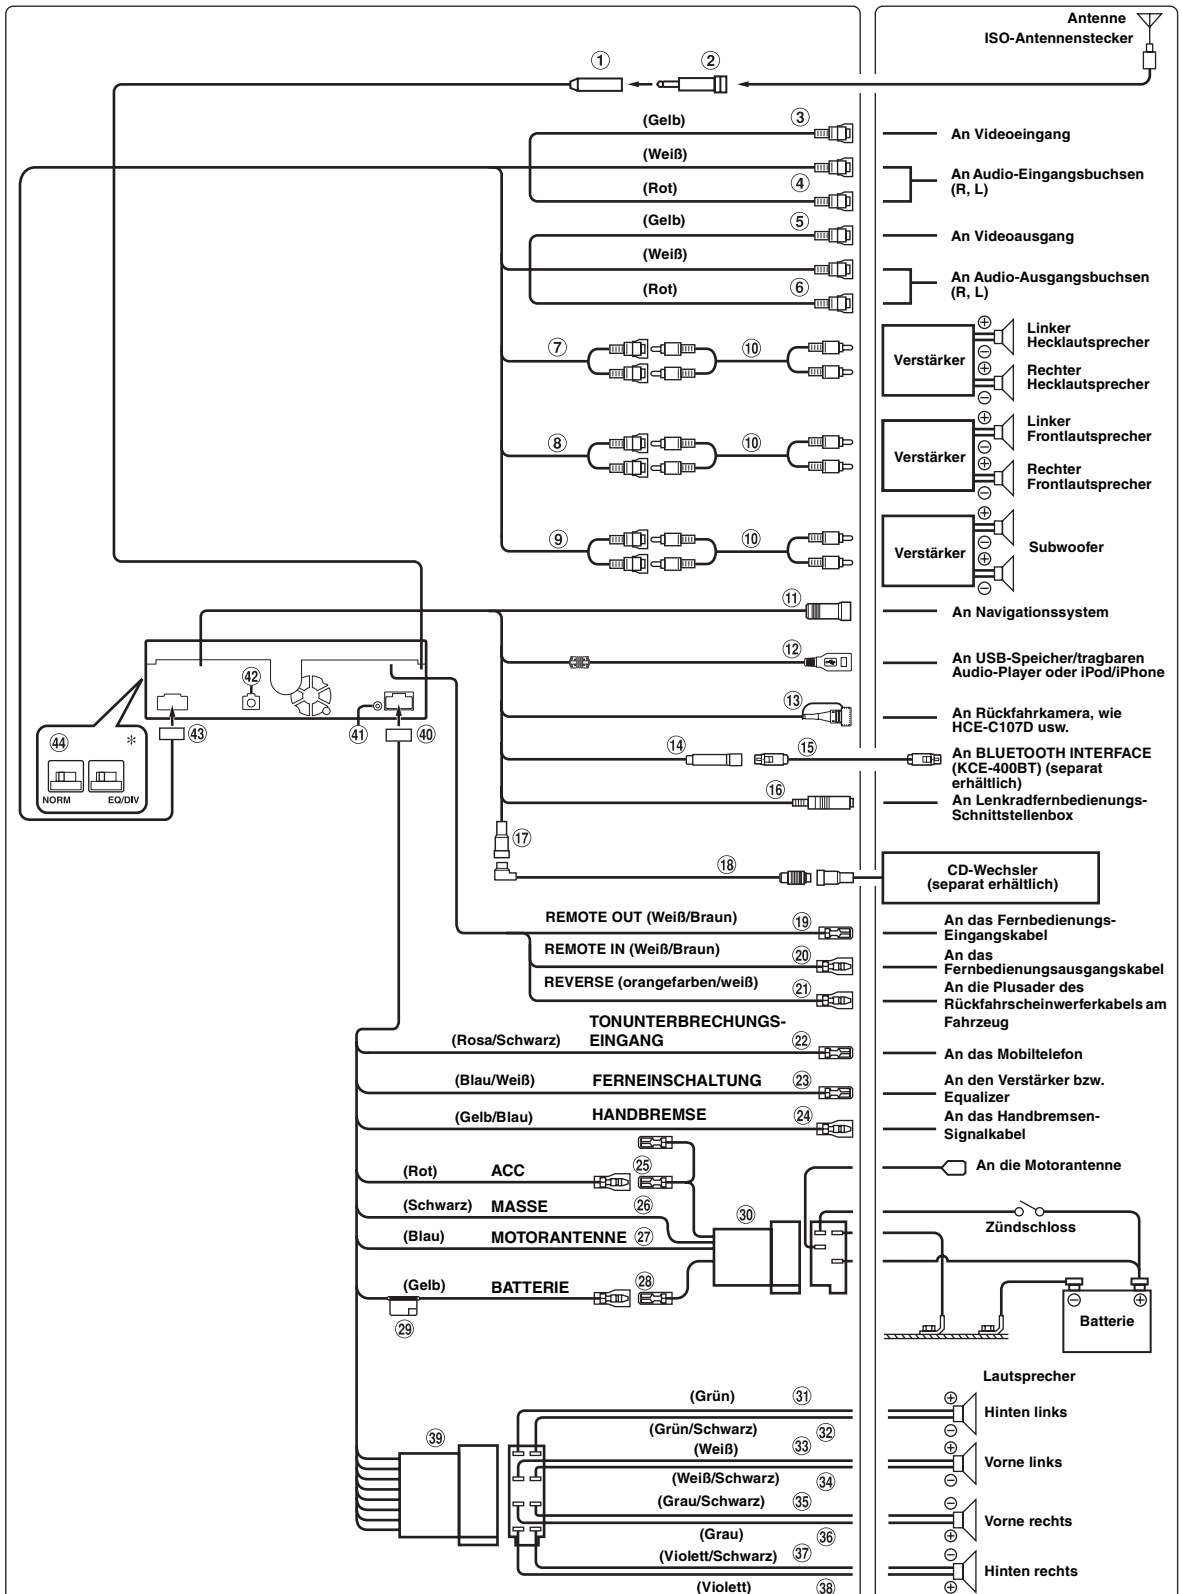 Antenne
ISO-Antennenstecker
① ②
(Gelb) ③
An Videoeingang
(Weiß)
An Audio-Eingangsbuchsen
(R, L)
(Rot) ④
(Gelb) ⑤
An Videoausgang
(Weiß)
An Audio-Ausgangsbuchsen
(R, L)
(Rot) ⑥
⑦ ⑩
Verstärker
⊕
⊖
⊕
⊖
Linker
Hecklautsprecher
Rechter
Hecklautsprecher
⑧ ⑩
Verstärker
⊕
⊖
⊕
⊖
Linker
Frontlautsprecher
Rechter
Frontlautsprecher
⑨ ⑩
Verstärker
⊕
⊖
⊕
⊖
Subwoofer
⑪
An Navigationssystem
⑫
An USB-Speicher/tragbaren
Audio-Player oder iPod/iPhone
⑬
An Rückfahrkamera, wie
HCE-C107D usw.
⑭ ⑮
An BLUETOOTH INTERFACE
(KCE-400BT) (separat
erhältlich)
⑯
An Lenkradfernbedienungs-
Schnittstellenbox
㊷
㊸ ㊶ ㊵
㊹ *
NORM EQ/DIV
⑰
⑱
CD-Wechsler
(separat erhältlich)
REMOTE OUT (Weiß/Braun) ⑲
An das Fernbedienungs-
Eingangskabel
REMOTE IN (Weiß/Braun) ⑳
An das
Fernbedienungsausgangskabel
REVERSE (orangefarben/weiß) ㉑
An die Plusader des
Rückfahrscheinwerferkabels am
Fahrzeug
(Rosa/Schwarz) TONUNTERBRECHUNGS-
EINGANG ㉒
An das Mobiltelefon
(Blau/Weiß) FERNEINSCHALTUNG ㉓
An den Verstärker bzw.
Equalizer
(Gelb/Blau) HANDBREMSE ㉔
An das Handbremsen-
Signalkabel
(Rot) ACC ㉕
An die Motorantenne
(Schwarz) MASSE ㉖ ㉚
Zündschloss
(Blau) MOTORANTENNE ㉗
(Gelb) BATTERIE ㉘
㉙
⊖ ⊕
Batterie
Lautsprecher
(Grün) ㉛
⊕
Hinten links
⊖
(Grün/Schwarz) ㉜
㊴
(Weiß) ㉝
⊕
Vorne links
⊖
(Weiß/Schwarz) ㉞
(Grau/Schwarz) ㉟
⊖
Vorne rechts
⊕
(Grau) ㊱
(Violett/Schwarz) ㊲
⊖
Hinten rechts
⊕
(Violett) ㊳